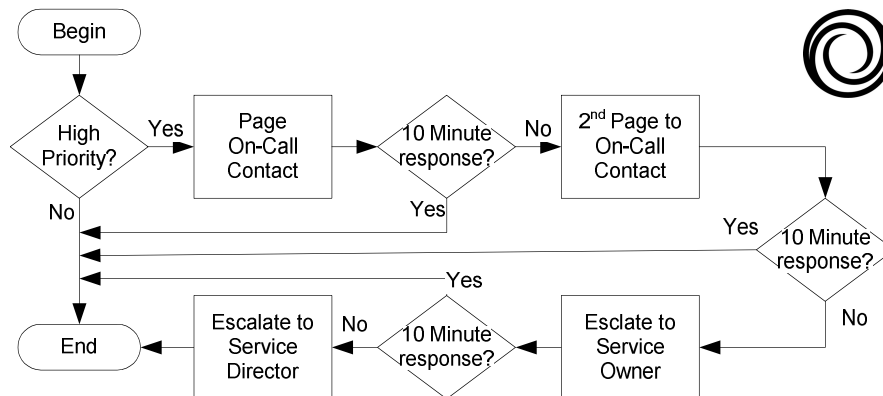 Begin
High
Priority?
Yes
No
Page
On-Call
Contact
10 Minute
response?
Yes
No
2nd Page to
On-Call
Contact
10 Minute
response?
Yes
No
Esclate to
Service
Owner
10 Minute
response?
Yes
No
Escalate to
Service
Director
End